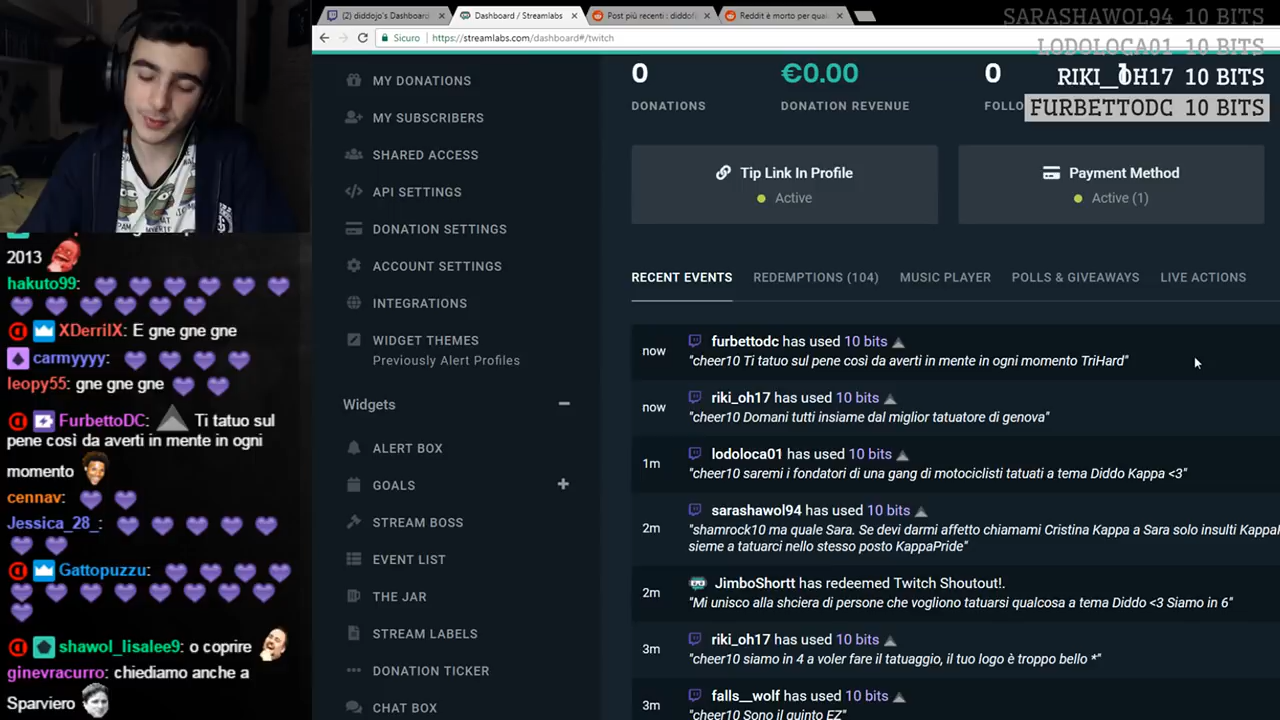 (2) diddojo's Dashboard
Dashboard / Streamlabs
Post più recenti : diddof
Reddit è morto per qua
SARASHAWOL94 10 BITS
Sicuro https://streamlabs.com/dashboard#/twitch
LODOLOCA01 10 BITS
RIKI_OH17 10 BITS
FURBETTODC 10 BITS
MY DONATIONS
MY SUBSCRIBERS
SHARED ACCESS
API SETTINGS
DONATION SETTINGS
ACCOUNT SETTINGS
INTEGRATIONS
WIDGET THEMES
Previously Alert Profiles
Widgets
ALERT BOX
GOALS
STREAM BOSS
EVENT LIST
THE JAR
STREAM LABELS
DONATION TICKER
CHAT BOX
0
DONATIONS
€0.00
DONATION REVENUE
0
FOLLO
Tip Link In Profile
Active
Payment Method
Active (1)
RECENT EVENTS REDEMPTIONS (104) MUSIC PLAYER POLLS & GIVEAWAYS LIVE ACTIONS
now furbettodc has used 10 bits
"cheer10 Ti tatuo sul pene così da averti in mente in ogni momento TriHard"
now riki_oh17 has used 10 bits
"cheer10 Domani tutti insiame dal miglior tatuatore di genova"
1m lodoloca01 has used 10 bits
"cheer10 saremi i fondatori di una gang di motociclisti tatuati a tema Diddo Kappa <3"
2m sarashawol94 has used 10 bits
"shamrock10 ma quale Sara. Se devi darmi affetto chiamami Cristina Kappa a Sara solo insulti Kappa
sieme a tatuarci nello stesso posto KappaPride"
2m JimboShortt has redeemed Twitch Shoutout!.
"Mi unisco alla shciera di persone che vogliono tatuarsi qualcosa a tema Diddo <3 Siamo in 6"
3m riki_oh17 has used 10 bits
"cheer10 siamo in 4 a voler fare il tatuaggio, il tuo logo è troppo bello *"
3m falls__wolf has used 10 bits
"cheer10 Sono il quinto EZ"
2013
hakuto99:
XDerrilX: E gne gne gne
carmyyyy:
leopy55: gne gne gne
FurbettoDC: Ti tatuo sul
pene così da averti in mente in ogni
momento
cennav:
Jessica_28_:
Gattopuzzu:
shawol_lisalee9: o coprire
ginevracurro: chiediamo anche a
Sparviero